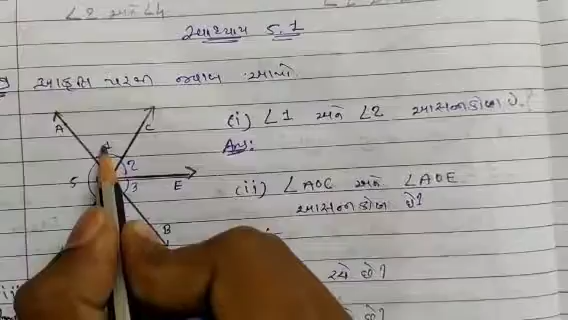 ∠2 અને ∠4
સ્વાધ્યાય 5.1
આકૃતિ પરથી જવાબ આપો
(i) ∠1 અને ∠2 આસન્નકોણ છે.?
Ans:
(ii) ∠AOC અને ∠AOE
આસન્નકોણ છે?
A
C
1
2
5
3
E
B
છે?
છે?